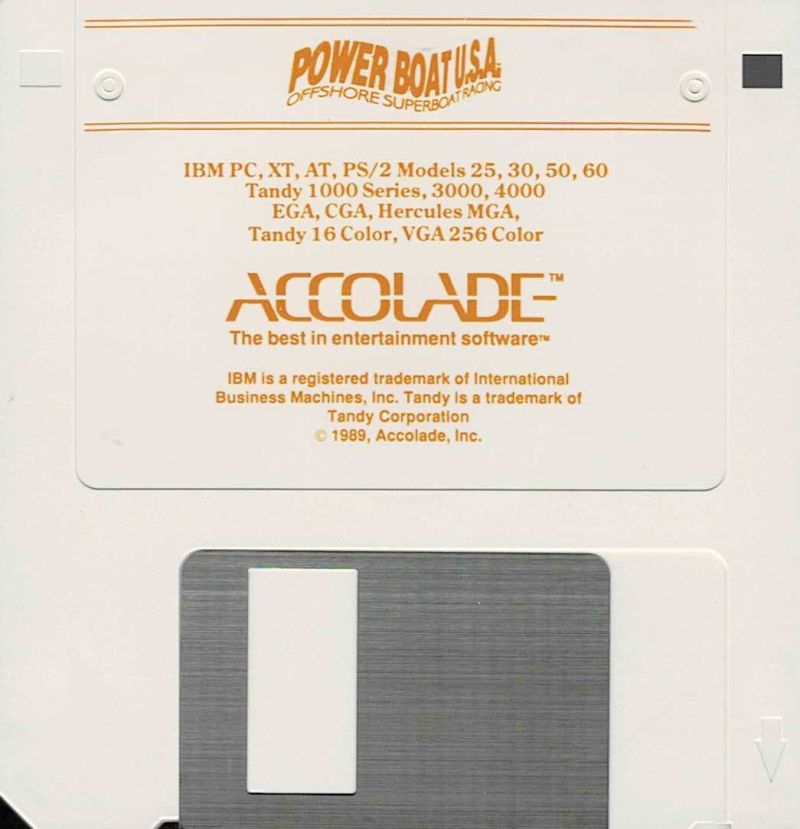 POWER BOAT U.S.A.™
OFFSHORE SUPERBOAT RACING
IBM PC, XT, AT, PS/2 Models 25, 30, 50, 60
Tandy 1000 Series, 3000, 4000
EGA, CGA, Hercules MGA,
Tandy 16 Color, VGA 256 Color
ACCOLADE™
The best in entertainment software™
IBM is a registered trademark of International
Business Machines, Inc. Tandy is a trademark of
Tandy Corporation
© 1989, Accolade, Inc.